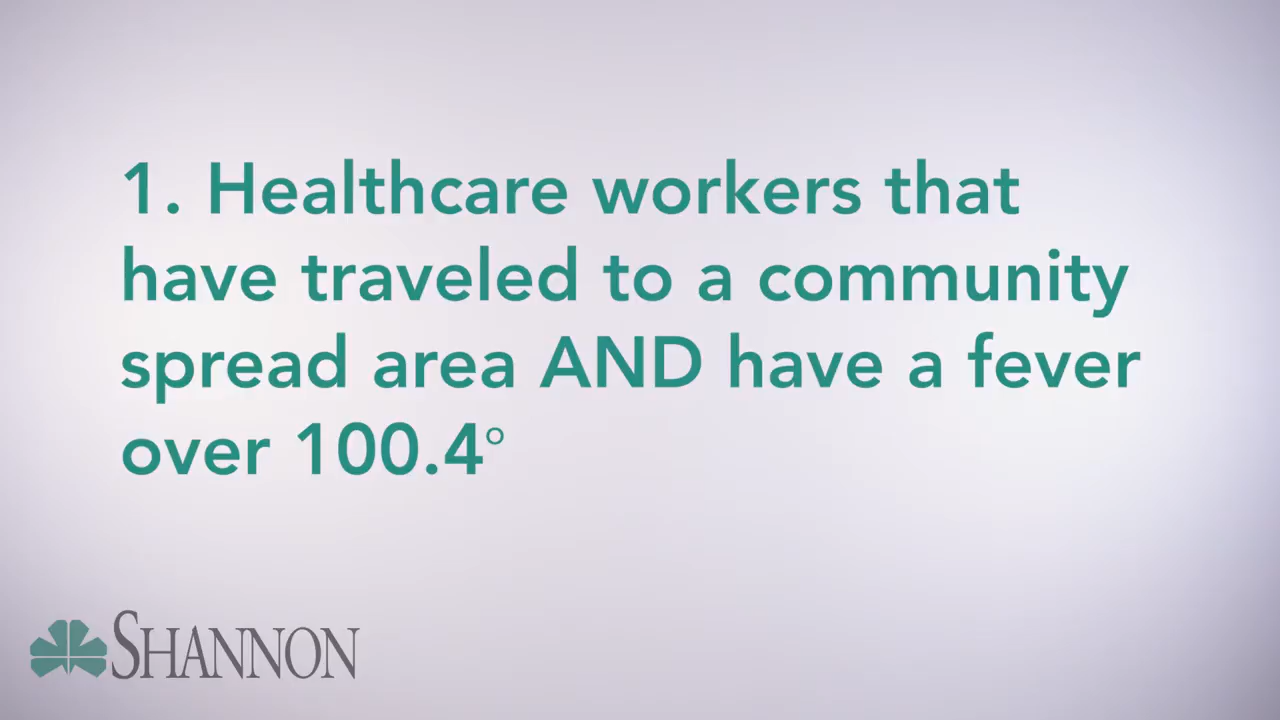 1. Healthcare workers that
have traveled to a community
spread area AND have a fever
over 100.4°
SHANNON